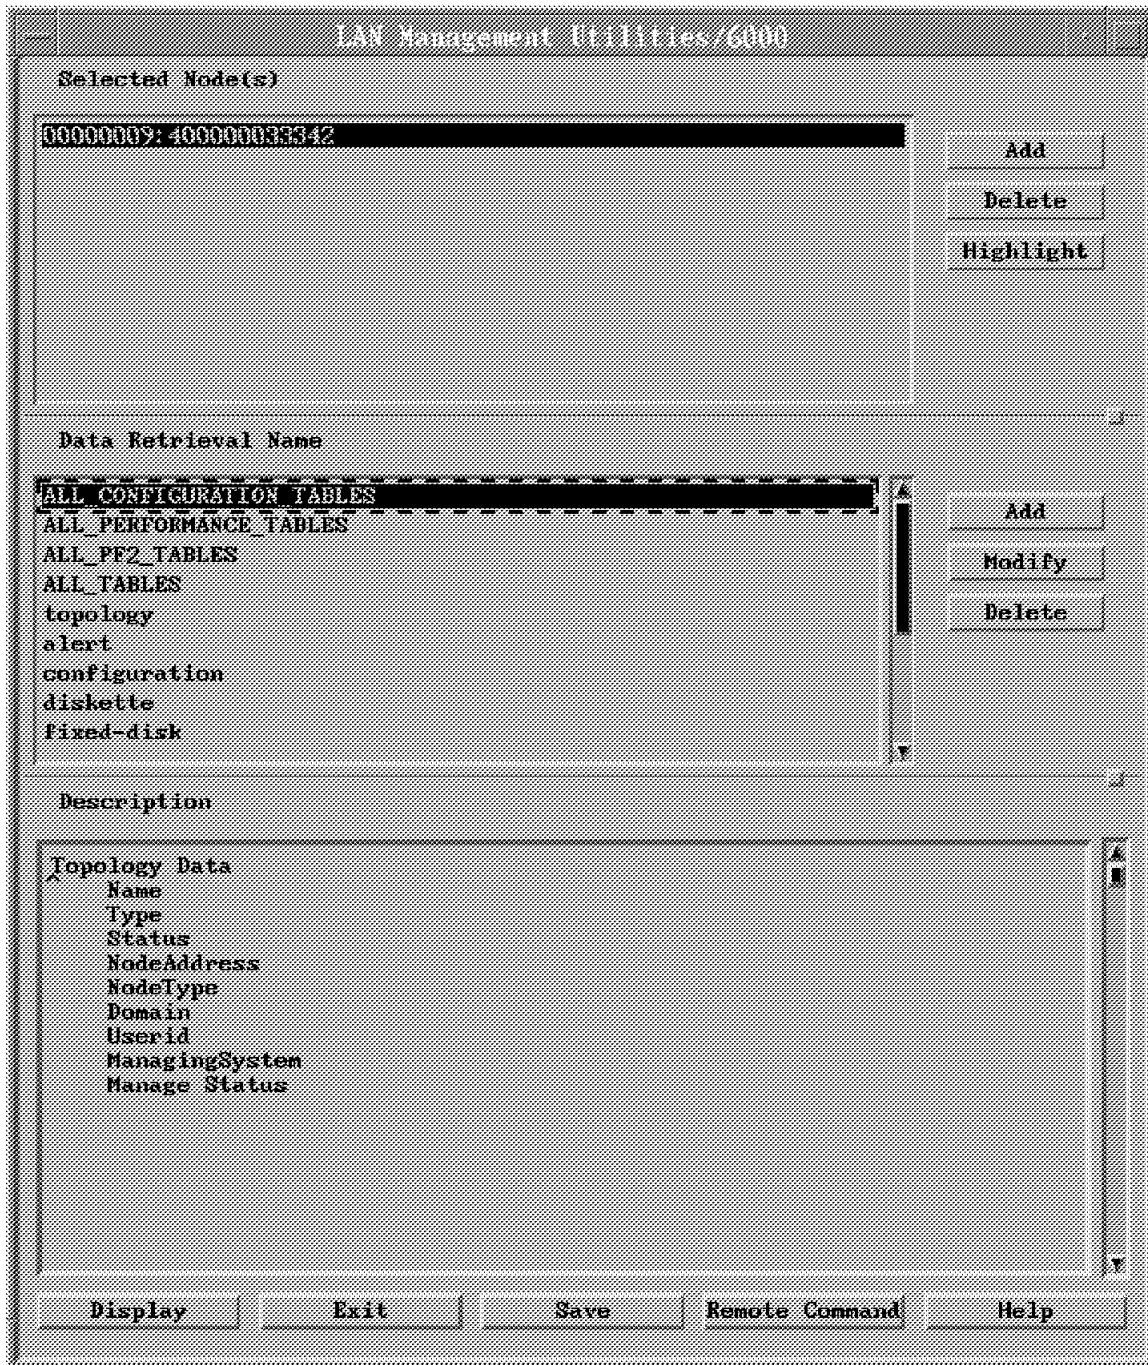 LAN Management Utilities/6000
Selected Node(s)
00000009:400000033342
Add
Delete
Highlight
Data Retrieval Name
ALL_CONFIGURATION_TABLES
ALL_PERFORMANCE_TABLES
ALL_PF2_TABLES
ALL_TABLES
topology
alert
configuration
diskette
fixed-disk
Add
Modify
Delete
Description
Topology Data
Name
Type
Status
NodeAddress
NodeType
Domain
Userid
ManagingSystem
Manage Status
Display
Exit
Save
Remote Command
Help